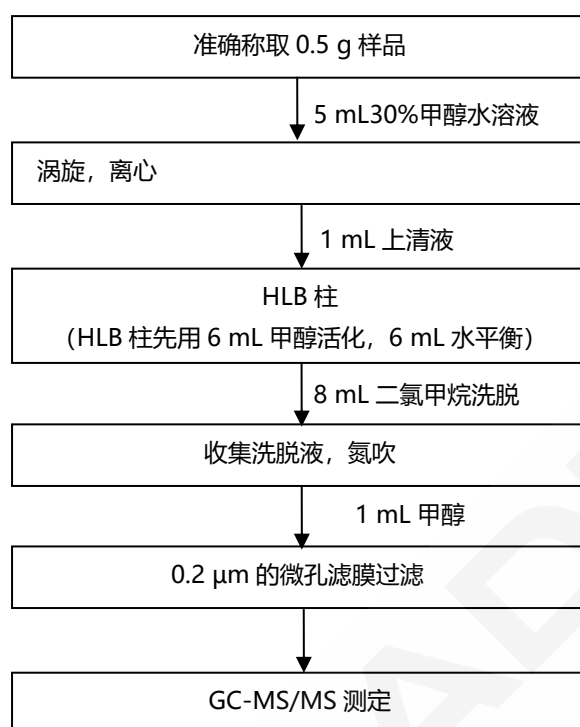 准确称取 0.5 g 样品
5 mL30%甲醇水溶液
涡旋，离心
1 mL 上清液
HLB 柱
（HLB 柱先用 6 mL 甲醇活化，6 mL 水平衡）
8 mL 二氯甲烷洗脱
收集洗脱液，氮吹
1 mL 甲醇
0.2 μm 的微孔滤膜过滤
GC-MS/MS 测定